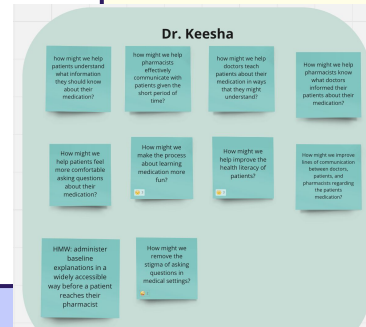 Dr. Keesha
how might we help
patients understand
what information
they should know
about their
medication?
how might we help
pharmacists
effectively
communicate with
patients given the
short period of
time?
how might we help
doctors teach
patients about their
medication in ways
that they might
understand?
How might we help
pharmacists know
what doctors
informed their
patients about their
medication?
How might we
help patients feel
more comfortable
asking questions
about their
medication?
How might we
make the process
about learning
medication more
fun?
How might we
help improve the
health literacy of
patients?
How might we improve
lines of communication
between doctors,
patients, and
pharmacists regarding
the patients
medication?
HMW: administer
baseline
explanations in a
widely accessible
way before a patient
reaches their
pharmacist
How might we
remove the
stigma of asking
questions in
medical settings?